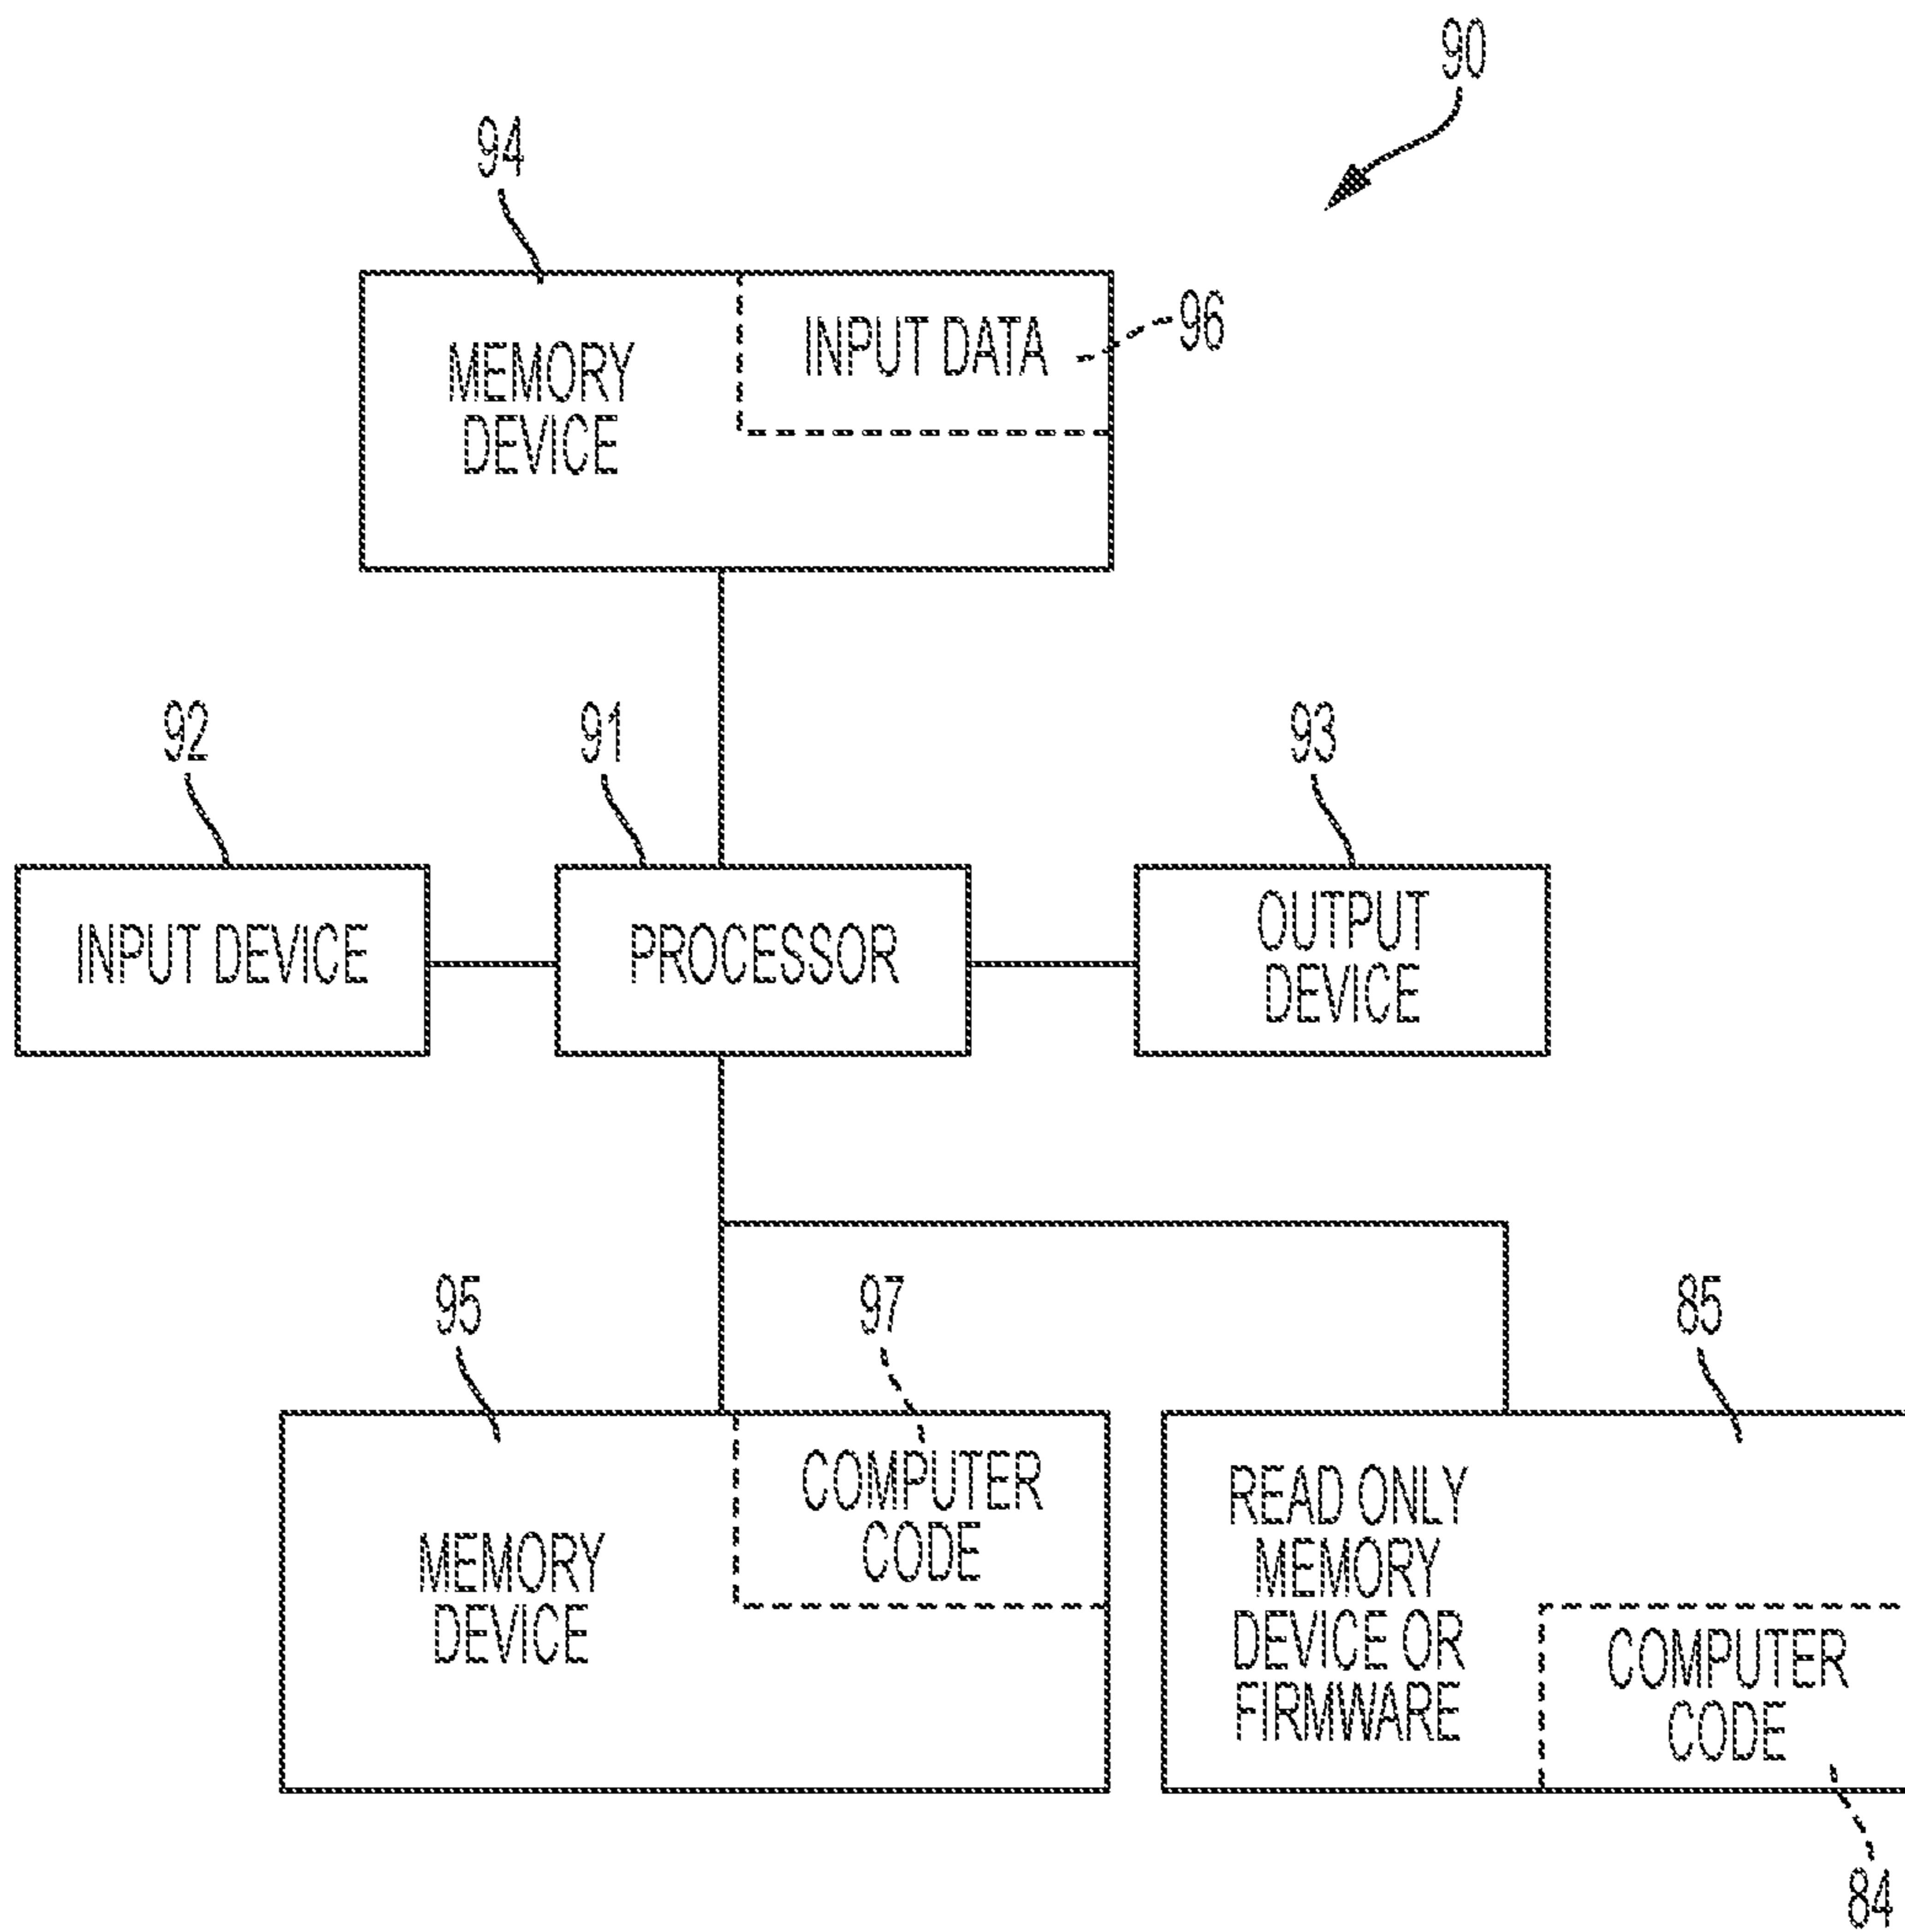 90
94
MEMORY
DEVICE
INPUT DATA
96
92
91
93
INPUT DEVICE
PROCESSOR
OUTPUT
DEVICE
95
97
85
MEMORY
DEVICE
COMPUTER
CODE
READ ONLY
MEMORY
DEVICE OR
FIRMWARE
COMPUTER
CODE
84